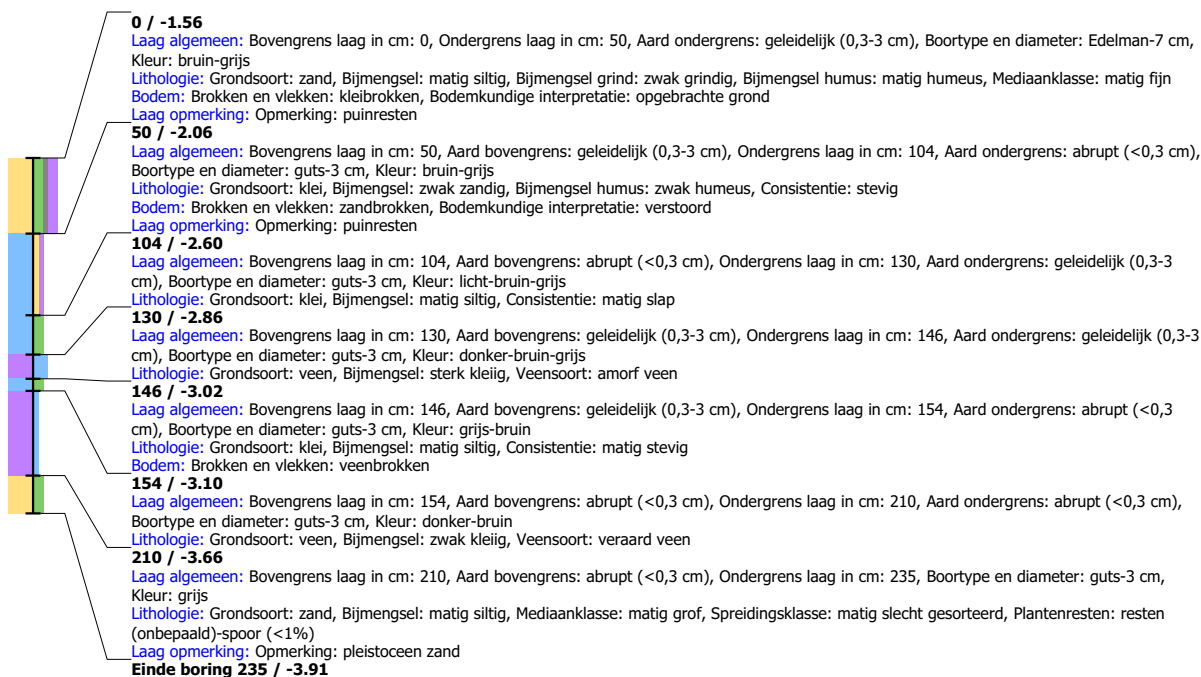 0 / -1.56
Laag algemeen: Bovengrens laag in cm: 0, Ondergrens laag in cm: 50, Aard ondergrens: geleidelijk (0,3-3 cm), Boortype en diameter: Edelman-7 cm,
Kleur: bruin-grijs
Lithologie: Grondsoort: zand, Bijmengsel: matig siltig, Bijmengsel grind: zwak grindig, Bijmengsel humus: matig humeus, Mediaanklasse: matig fijn
Bodem: Brokken en vlekken: kleibrokken, Bodemkundige interpretatie: opgebrachte grond
Laag opmerking: Opmerking: puinresten
50 / -2.06
Laag algemeen: Bovengrens laag in cm: 50, Aard bovengrens: geleidelijk (0,3-3 cm), Ondergrens laag in cm: 104, Aard ondergrens: abrupt (<0,3 cm),
Boortype en diameter: guts-3 cm, Kleur: bruin-grijs
Lithologie: Grondsoort: klei, Bijmengsel: zwak zandig, Bijmengsel humus: zwak humeus, Consistentie: stevig
Bodem: Brokken en vlekken: zandbrokken, Bodemkundige interpretatie: verstoord
Laag opmerking: Opmerking: puinresten
104 / -2.60
Laag algemeen: Bovengrens laag in cm: 104, Aard bovengrens: abrupt (<0,3 cm), Ondergrens laag in cm: 130, Aard ondergrens: geleidelijk (0,3-3
cm), Boortype en diameter: guts-3 cm, Kleur: licht-bruin-grijs
Lithologie: Grondsoort: klei, Bijmengsel: matig siltig, Consistentie: matig slap
130 / -2.86
Laag algemeen: Bovengrens laag in cm: 130, Aard bovengrens: geleidelijk (0,3-3 cm), Ondergrens laag in cm: 146, Aard ondergrens: geleidelijk (0,3-3
cm), Boortype en diameter: guts-3 cm, Kleur: donker-bruin-grijs
Lithologie: Grondsoort: veen, Bijmengsel: sterk kleiig, Veensoort: amorf veen
146 / -3.02
Laag algemeen: Bovengrens laag in cm: 146, Aard bovengrens: geleidelijk (0,3-3 cm), Ondergrens laag in cm: 154, Aard ondergrens: abrupt (<0,3
cm), Boortype en diameter: guts-3 cm, Kleur: grijs-bruin
Lithologie: Grondsoort: klei, Bijmengsel: matig siltig, Consistentie: matig stevig
Bodem: Brokken en vlekken: veenbrokken
154 / -3.10
Laag algemeen: Bovengrens laag in cm: 154, Aard bovengrens: abrupt (<0,3 cm), Ondergrens laag in cm: 210, Aard ondergrens: abrupt (<0,3 cm),
Boortype en diameter: guts-3 cm, Kleur: donker-bruin
Lithologie: Grondsoort: veen, Bijmengsel: zwak kleiig, Veensoort: veraard veen
210 / -3.66
Laag algemeen: Bovengrens laag in cm: 210, Aard bovengrens: abrupt (<0,3 cm), Ondergrens laag in cm: 235, Boortype en diameter: guts-3 cm,
Kleur: grijs
Lithologie: Grondsoort: zand, Bijmengsel: matig siltig, Mediaanklasse: matig grof, Spreidingsklasse: matig slecht gesorteerd, Plantenresten: resten
(onbepaald)-spoor (<1%)
Laag opmerking: Opmerking: pleistoceen zand
Einde boring 235 / -3.91